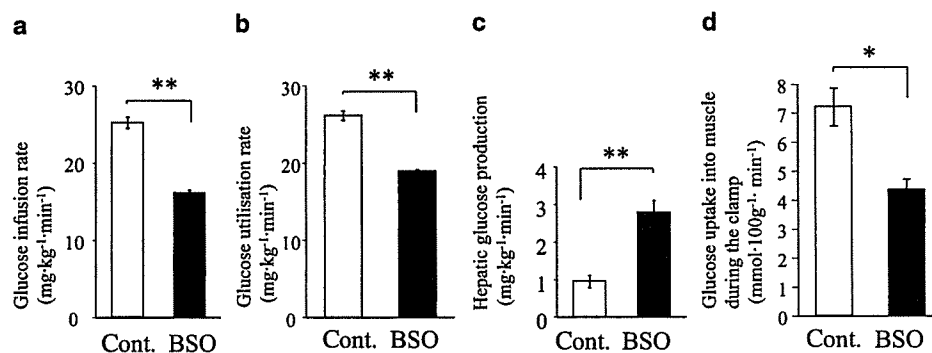 a
**
30
20
10
0
Glucose infusion rate
(mg·kg⁻¹·min⁻¹)
Cont. BSO
b
**
30
20
10
0
Glucose utilisation rate
(mg·kg⁻¹·min⁻¹)
Cont. BSO
c
**
4
3
2
1
0
Hepatic glucose production
(mg·kg⁻¹·min⁻¹)
Cont. BSO
d
*
8
7
6
5
4
3
2
1
0
Glucose uptake into muscle
during the clamp
(mmol·100g⁻¹· min⁻¹)
Cont. BSO